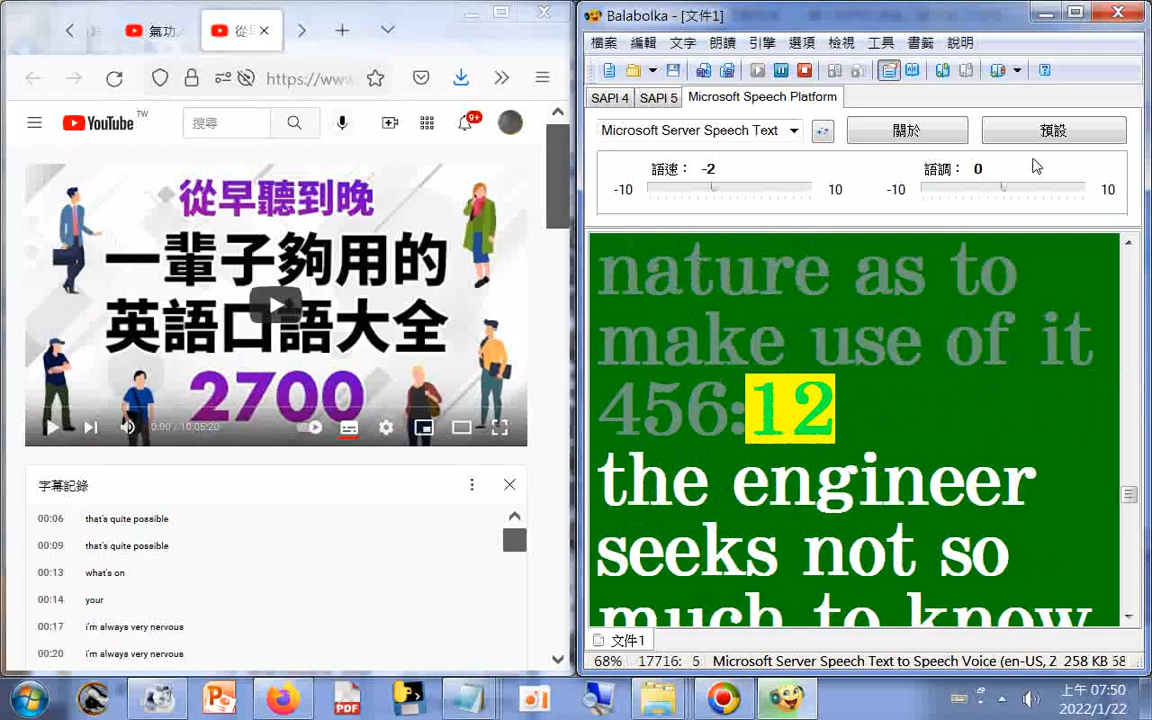 氣功
從
https://www
YouTube TW
搜尋
9+
從早聽到晚
一輩子夠用的
英語口語大全
2700
0:00 / 10:05:20
字幕記錄
00:06 that's quite possible
00:09 that's quite possible
00:13 what's on
00:14 your
00:17 i'm always very nervous
00:20 i'm always very nervous
Balabolka - [文件1]
檔案 編輯 文字 朗讀 引擎 選項 檢視 工具 書籤 說明
SAPI 4 SAPI 5 Microsoft Speech Platform
Microsoft Server Speech Text 關於 預設
語速： -2 語調： 0
-10 10 -10 10
nature as to
make use of it
456:12
the engineer
seeks not so
much to know
文件1
68% 17716: 5 Microsoft Server Speech Text to Speech Voice (en-US, Z 258 KB
PDF
上午 07:50
2022/1/22